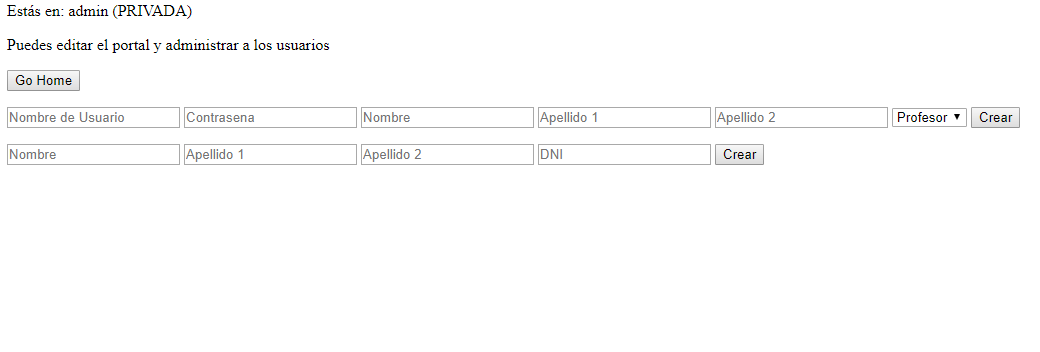 Estás en: admin (PRIVADA)
Puedes editar el portal y administrar a los usuarios
Go Home
Nombre de Usuario Contrasena Nombre Apellido 1 Apellido 2 Profesor Crear
Nombre Apellido 1 Apellido 2 DNI Crear